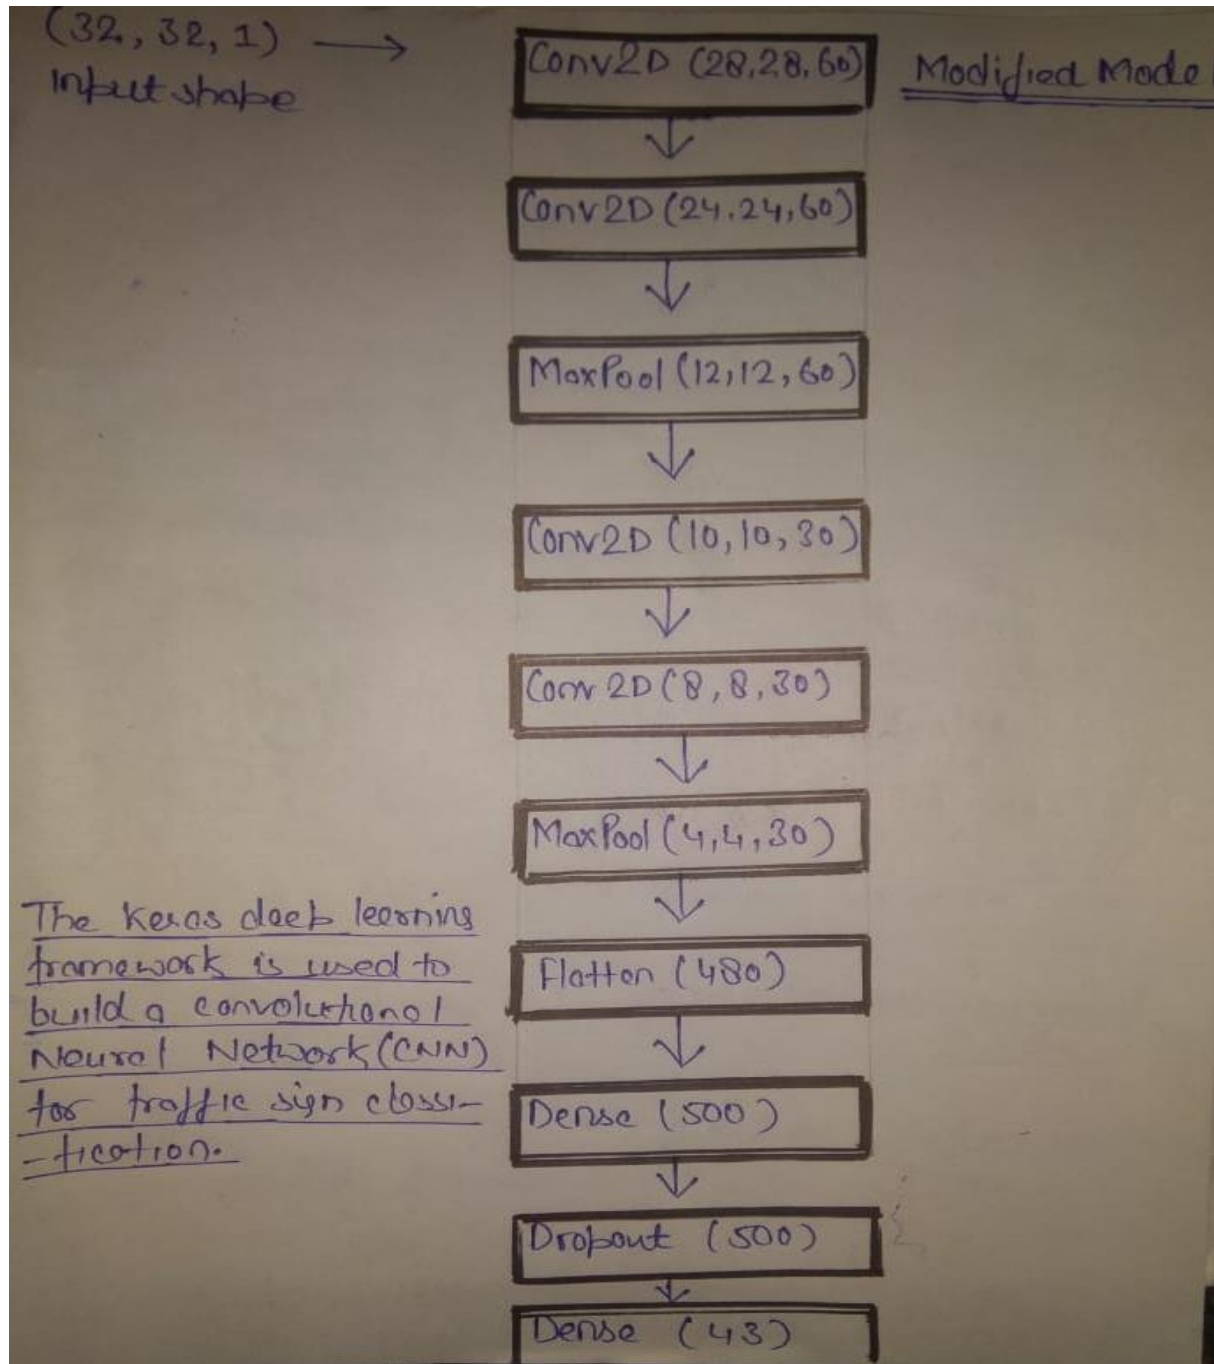 (32, 32, 1) →
Input shape
Conv2D (28,28,60)
Modified Mode
Conv2D (24,24,60)
MaxPool (12,12,60)
Conv2D (10,10,30)
Conv2D (8,8,30)
MaxPool (4,4,30)
The Keras deep learning
framework is used to
build a convolutional
Neural Network (CNN)
for traffic sign classi-
-fication.
Flatten (480)
Dense (500)
Dropout (500)
Dense (43)